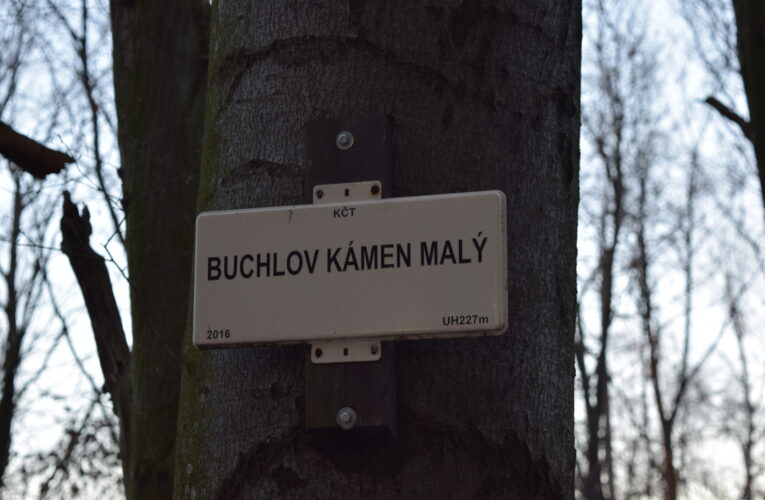 KČT
BUCHLOV KÁMEN MALÝ
2016 UH227m